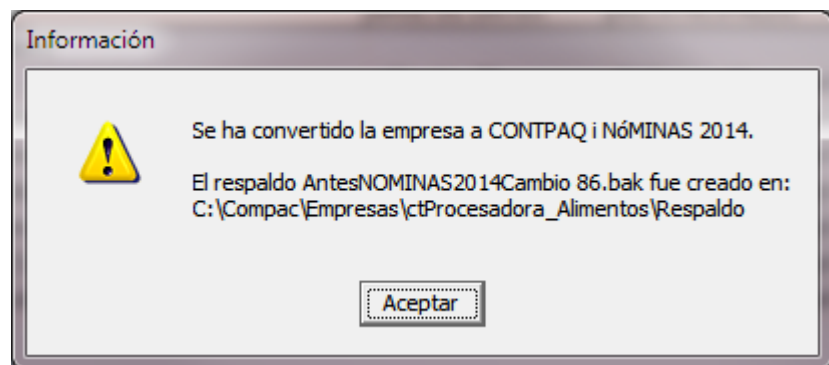 Información
Se ha convertido la empresa a CONTPAQ i NóMINAS 2014.
El respaldo AntesNOMINAS2014Cambio 86.bak fue creado en:
C:\Compac\Empresas\ctProcesadora_Alimentos\Respaldo
Aceptar